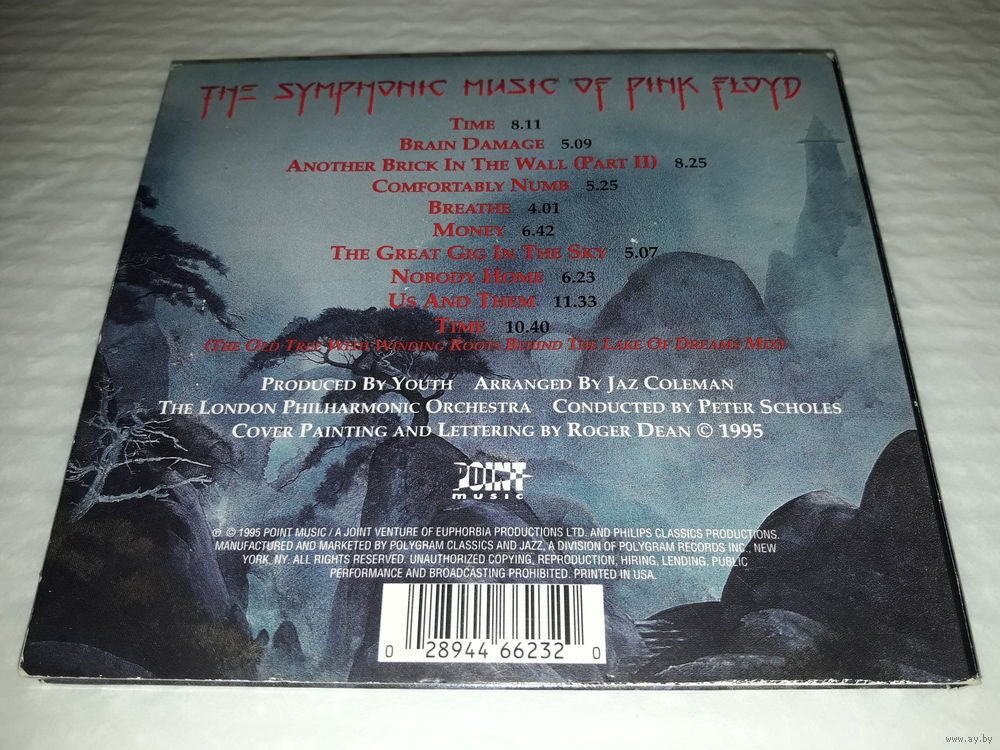 THE SYMPHONIC MUSIC OF PINK FLOYD
TIME 8.11
BRAIN DAMAGE 5.09
ANOTHER BRICK IN THE WALL (PART II) 8.25
COMFORTABLY NUMB 5.25
BREATHE 4.01
MONEY 6.42
THE GREAT GIG IN THE SKY 5.07
NOBODY HOME 6.23
US AND THEM 11.33
TIME 10.40
(THE OLD TREE WITH WINDING ROOTS BEHIND THE LAKE OF DREAMS MIX)
PRODUCED BY YOUTH ARRANGED BY JAZ COLEMAN
THE LONDON PHILHARMONIC ORCHESTRA CONDUCTED BY PETER SCHOLES
COVER PAINTING AND LETTERING BY ROGER DEAN © 1995
POINT
MUSIC
℗ © 1995 POINT MUSIC / A JOINT VENTURE OF EUPHORBIA PRODUCTIONS LTD. AND PHILIPS CLASSICS PRODUCTIONS.
MANUFACTURED AND MARKETED BY POLYGRAM CLASSICS AND JAZZ, A DIVISION OF POLYGRAM RECORDS INC., NEW
YORK, NY. ALL RIGHTS RESERVED. UNAUTHORIZED COPYING, REPRODUCTION, HIRING, LENDING, PUBLIC
PERFORMANCE AND BROADCASTING PROHIBITED. PRINTED IN USA.
0 28944 66232 0
www.ay.by